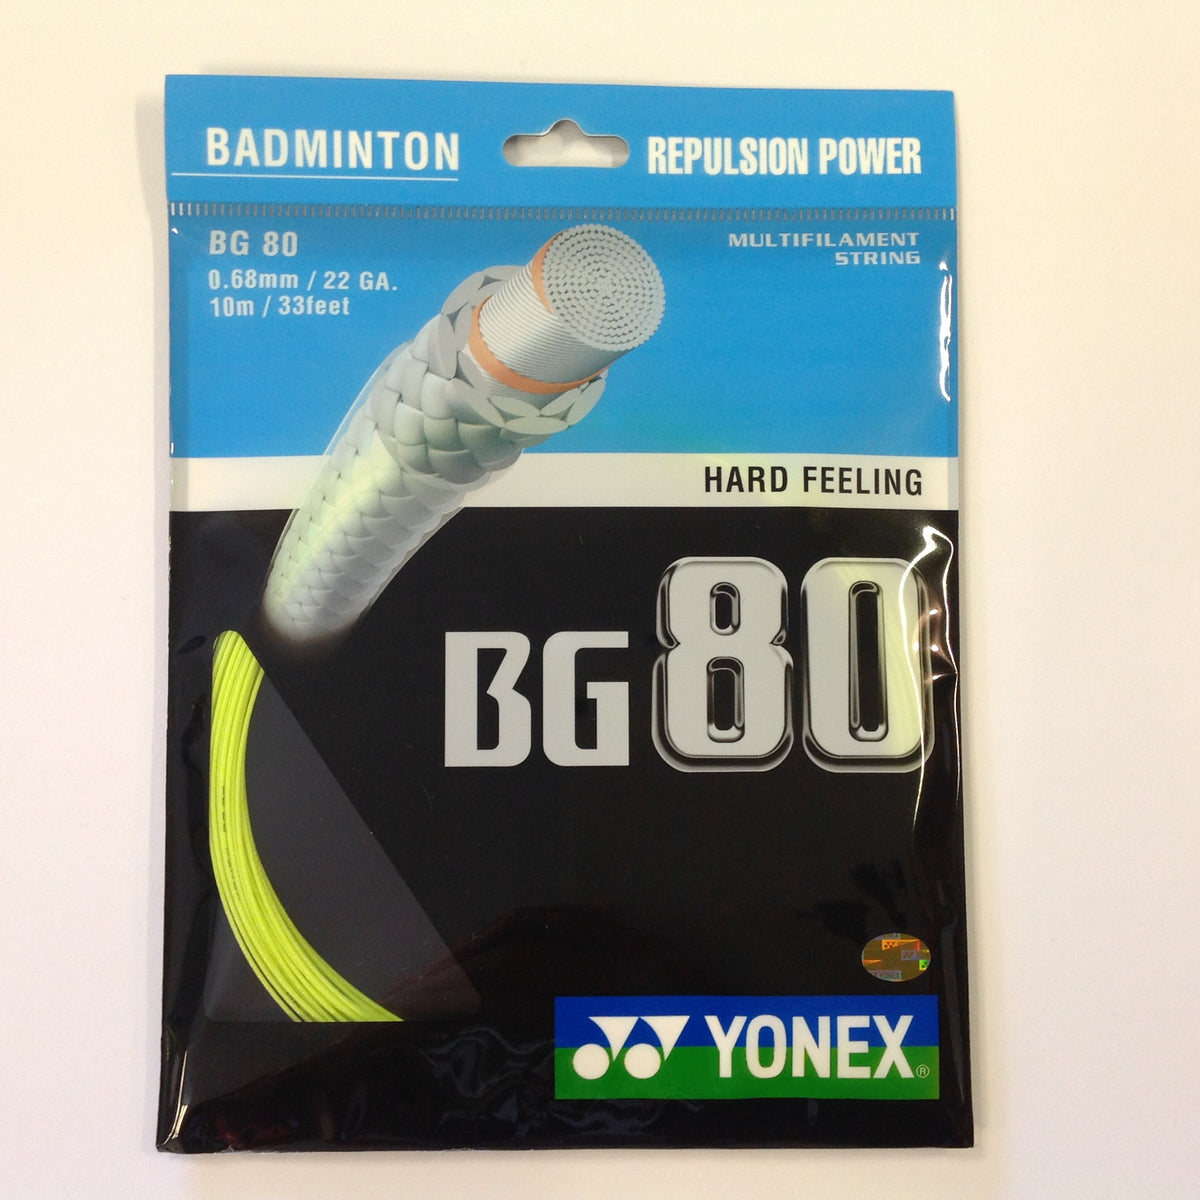 BADMINTON
REPULSION POWER
BG 80
0.68mm / 22 GA.
10m / 33feet
MULTIFILAMENT
STRING
HARD FEELING
BG 80
YONEX®